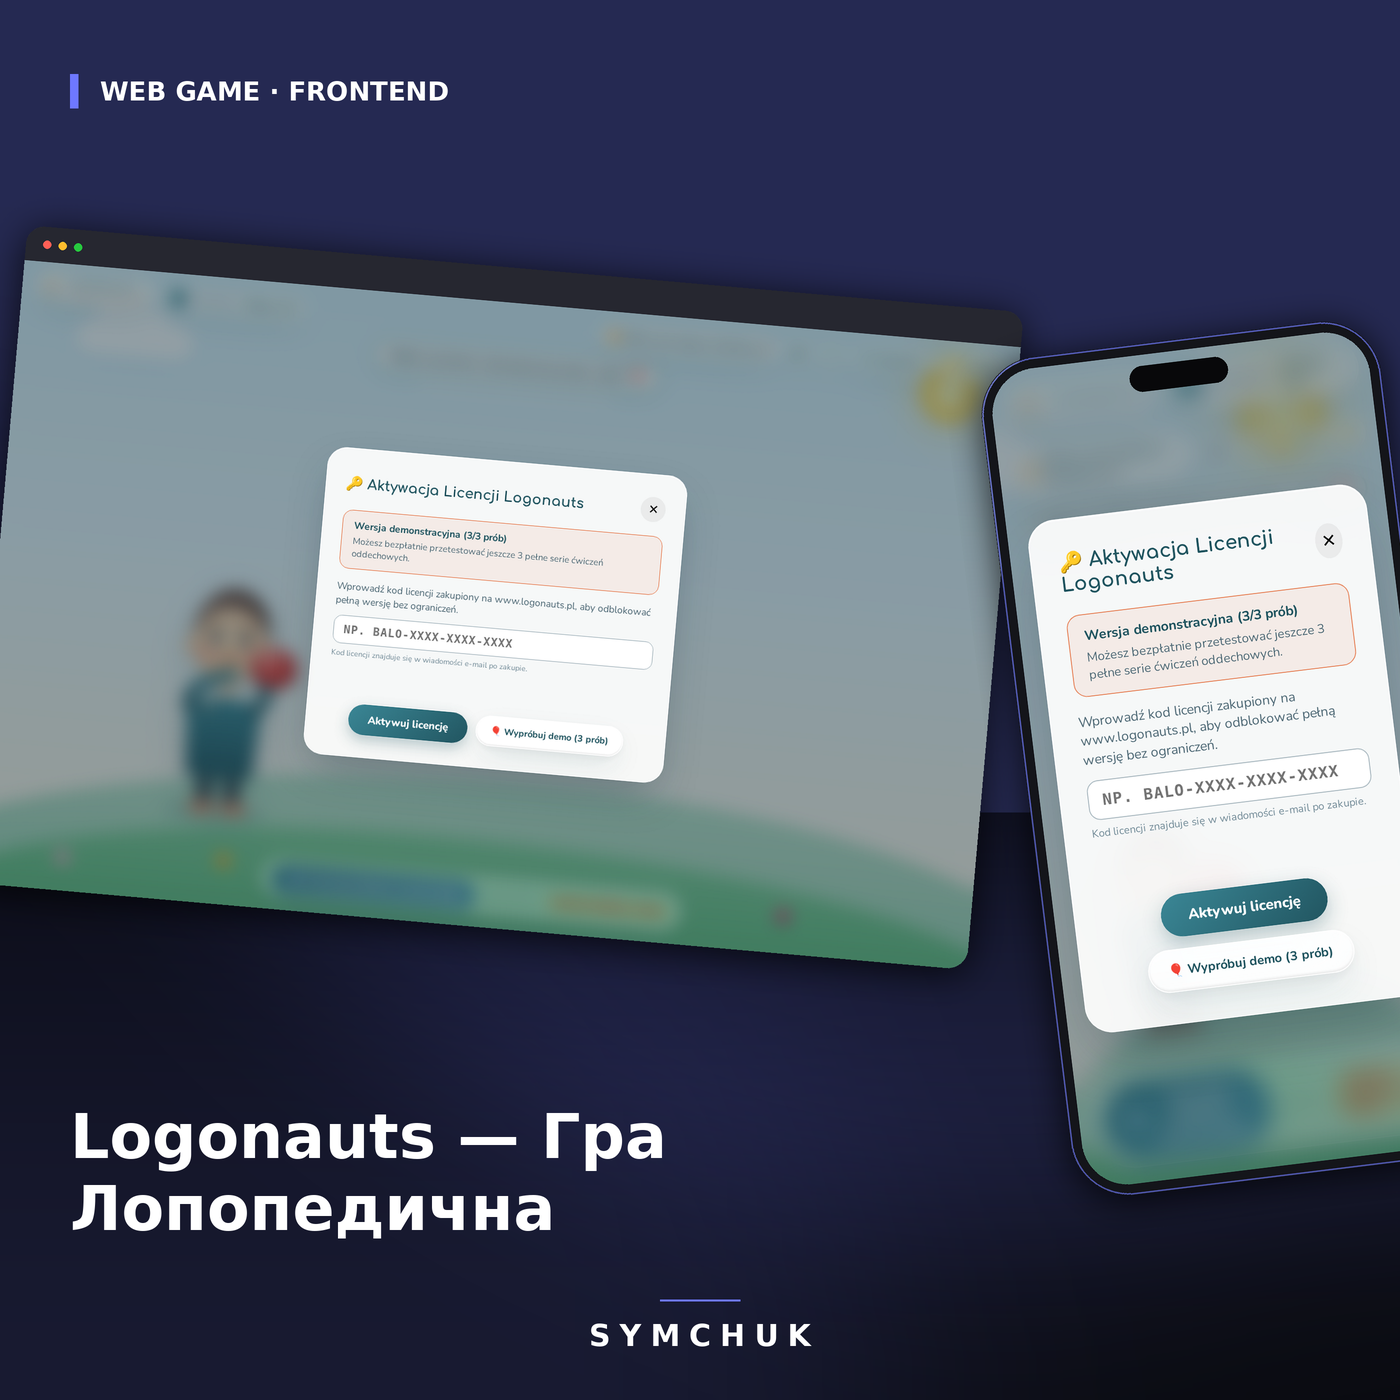 WEB GAME · FRONTEND
🔑 Aktywacja Licencji Logonauts
✕
Wersja demonstracyjna (3/3 prób)
Możesz bezpłatnie przetestować jeszcze 3 pełne serie ćwiczeń
oddechowych.
Wprowadź kod licencji zakupiony na www.logonauts.pl, aby odblokować
pełną wersję bez ograniczeń.
NP. BALO-XXXX-XXXX-XXXX
Kod licencji znajduje się w wiadomości e-mail po zakupie.
Aktywuj licencję
🎈 Wypróbuj demo (3 prób)
🔑 Aktywacja Licencji
Logonauts
✕
Wersja demonstracyjna (3/3 prób)
Możesz bezpłatnie przetestować jeszcze 3
pełne serie ćwiczeń oddechowych.
Wprowadź kod licencji zakupiony na
www.logonauts.pl, aby odblokować pełną
wersję bez ograniczeń.
NP. BALO-XXXX-XXXX-XXXX
Kod licencji znajduje się w wiadomości e-mail po zakupie.
Aktywuj licencję
🎈 Wypróbuj demo (3 prób)
Logonauts — Гра
Лопопедична
SYMCHUK